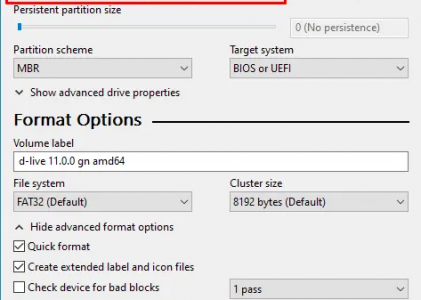 Persistent partition size
0 (No persistence)
Partition scheme
Target system
MBR
BIOS or UEFI
Show advanced drive properties
Format Options
Volume label
d-live 11.0.0 gn amd64
File system
Cluster size
FAT32 (Default)
8192 bytes (Default)
Hide advanced format options
Quick format
Create extended label and icon files
Check device for bad blocks
1 pass